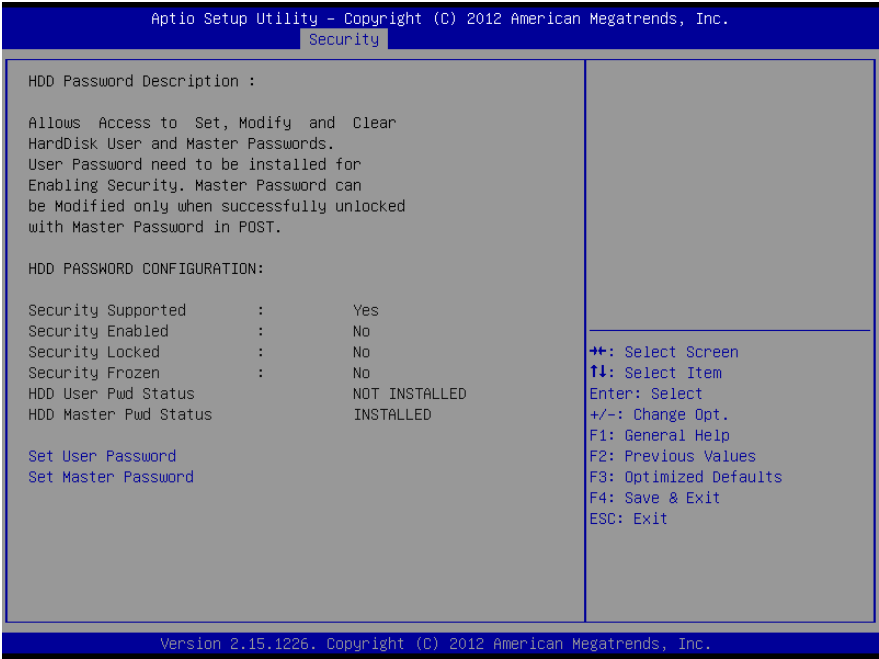 Aptio Setup Utility – Copyright (C) 2012 American Megatrends, Inc.
Security
HDD Password Description :
Allows Access to Set, Modify and Clear
HardDisk User and Master Passwords.
User Password need to be installed for
Enabling Security. Master Password can
be Modified only when successfully unlocked
with Master Password in POST.
HDD PASSWORD CONFIGURATION:
Security Supported : Yes
Security Enabled : No
Security Locked : No
Security Frozen : No
HDD User Pwd Status NOT INSTALLED
HDD Master Pwd Status INSTALLED
Set User Password
Set Master Password
→←: Select Screen
↑↓: Select Item
Enter: Select
+/-: Change Opt.
F1: General Help
F2: Previous Values
F3: Optimized Defaults
F4: Save & Exit
ESC: Exit
Version 2.15.1226. Copyright (C) 2012 American Megatrends, Inc.